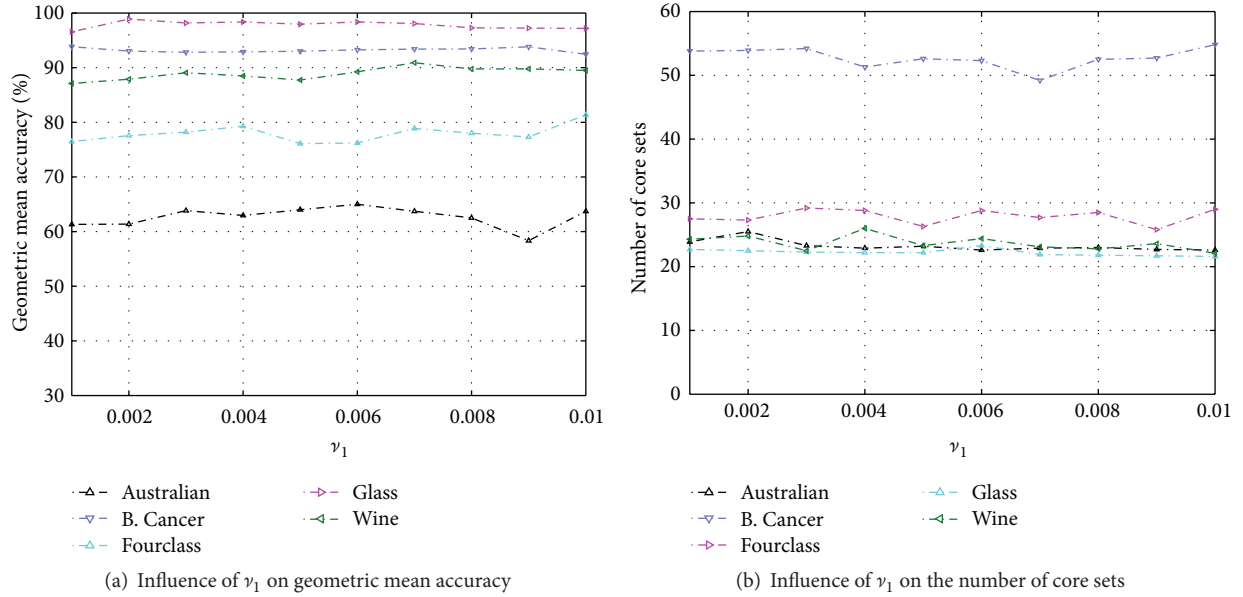 100
90
80
70
60
50
40
30
Geometric mean accuracy (%)
0.002 0.004 0.006 0.008 0.01
ν1
Australian
B. Cancer
Fourclass
Glass
Wine
(a) Influence of ν1 on geometric mean accuracy
60
50
40
30
20
10
0
Number of core sets
0.002 0.004 0.006 0.008 0.01
ν1
Australian
B. Cancer
Fourclass
Glass
Wine
(b) Influence of ν1 on the number of core sets